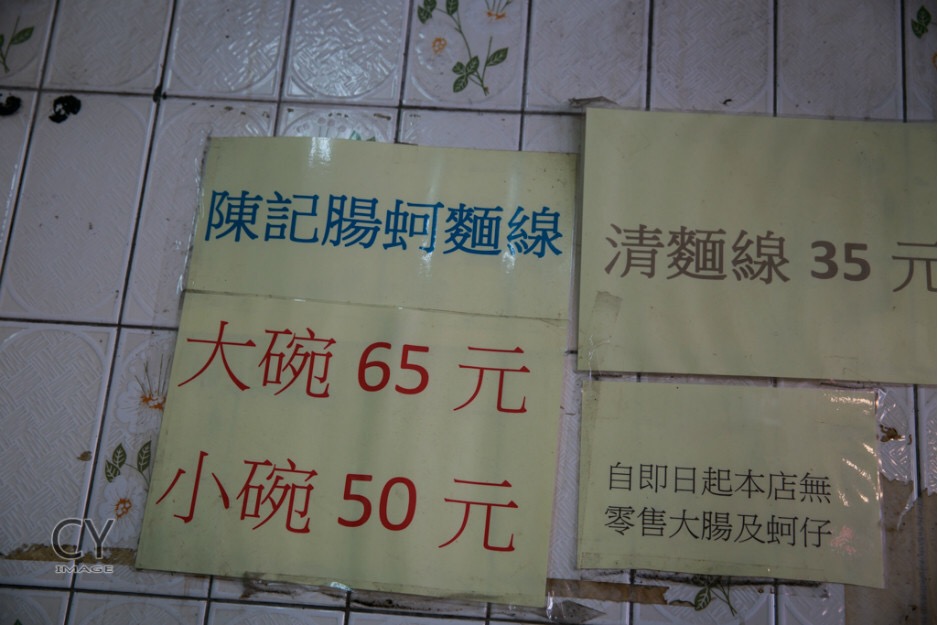 陳記腸蚵麵線
大碗 65 元
小碗 50 元
清麵線 35 元
自即日起本店無
零售大腸及蚵仔
CY
IMAGE